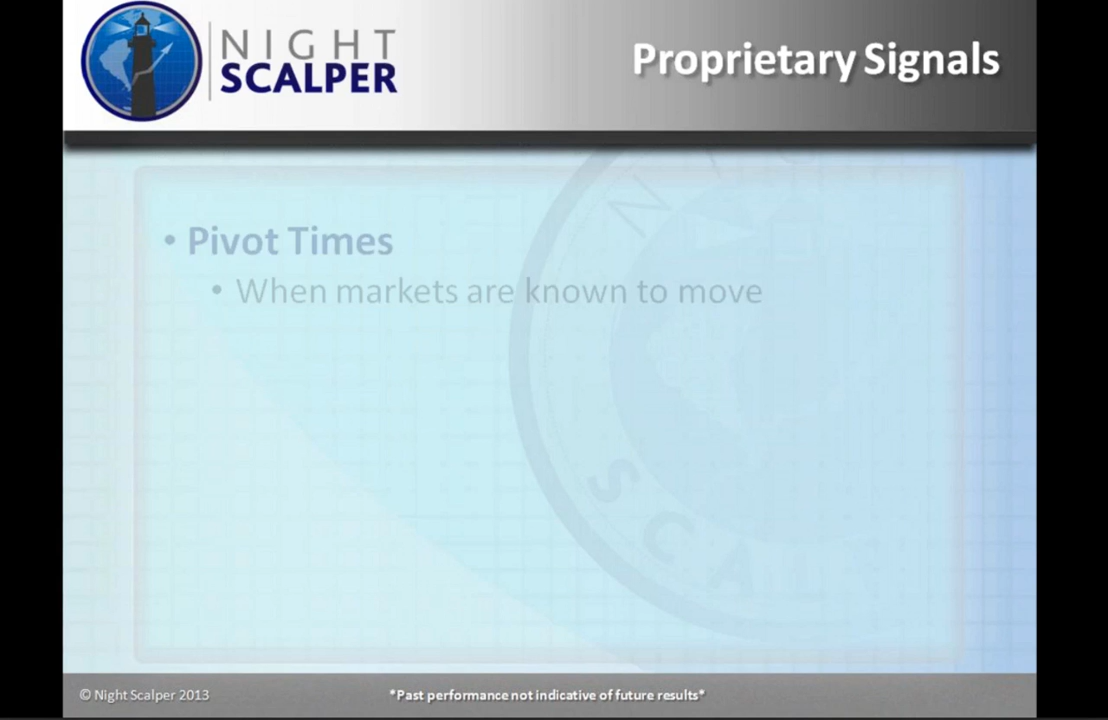 NIGHT
SCALPER
Proprietary Signals
• Pivot Times
• When markets are known to move
SCAL
© Night Scalper 2013
*Past performance not indicative of future results*